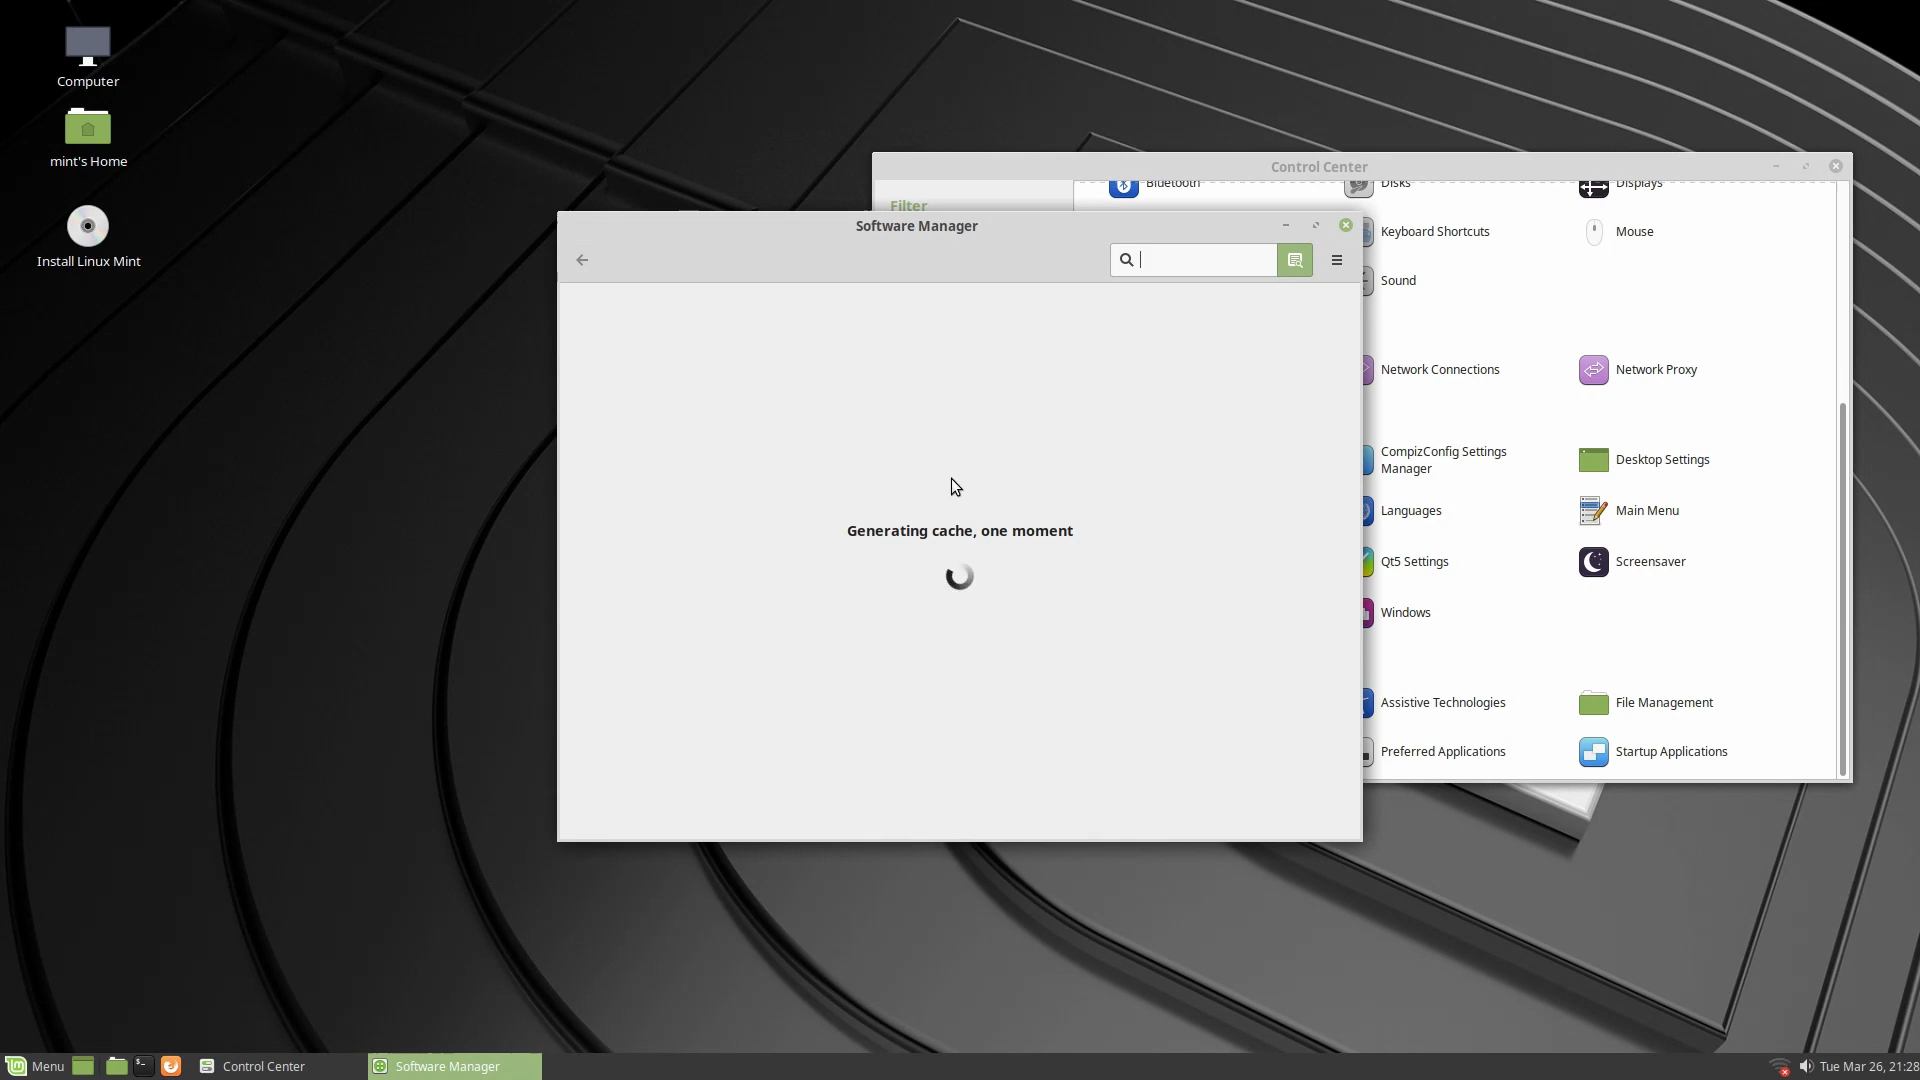 Computer
mint's Home
Install Linux Mint
Control Center
Bluetooth
Disks
Displays
Filter
Software Manager
Keyboard Shortcuts
Mouse
Sound
Network Connections
Network Proxy
CompizConfig Settings
Manager
Desktop Settings
Languages
Main Menu
Generating cache, one moment
Qt5 Settings
Screensaver
Windows
Assistive Technologies
File Management
Preferred Applications
Startup Applications
Menu
Control Center
Software Manager
Tue Mar 26, 21:28